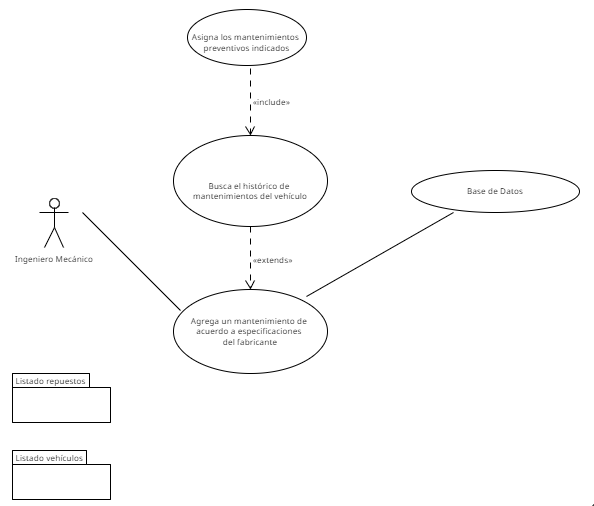 Asigna los mantenimientos
preventivos indicados
«include»
Busca el histórico de
mantenimientos del vehículo
Base de Datos
Ingeniero Mecánico
«extends»
Agrega un mantenimiento de
acuerdo a especificaciones
del fabricante
Listado repuestos
Listado vehículos